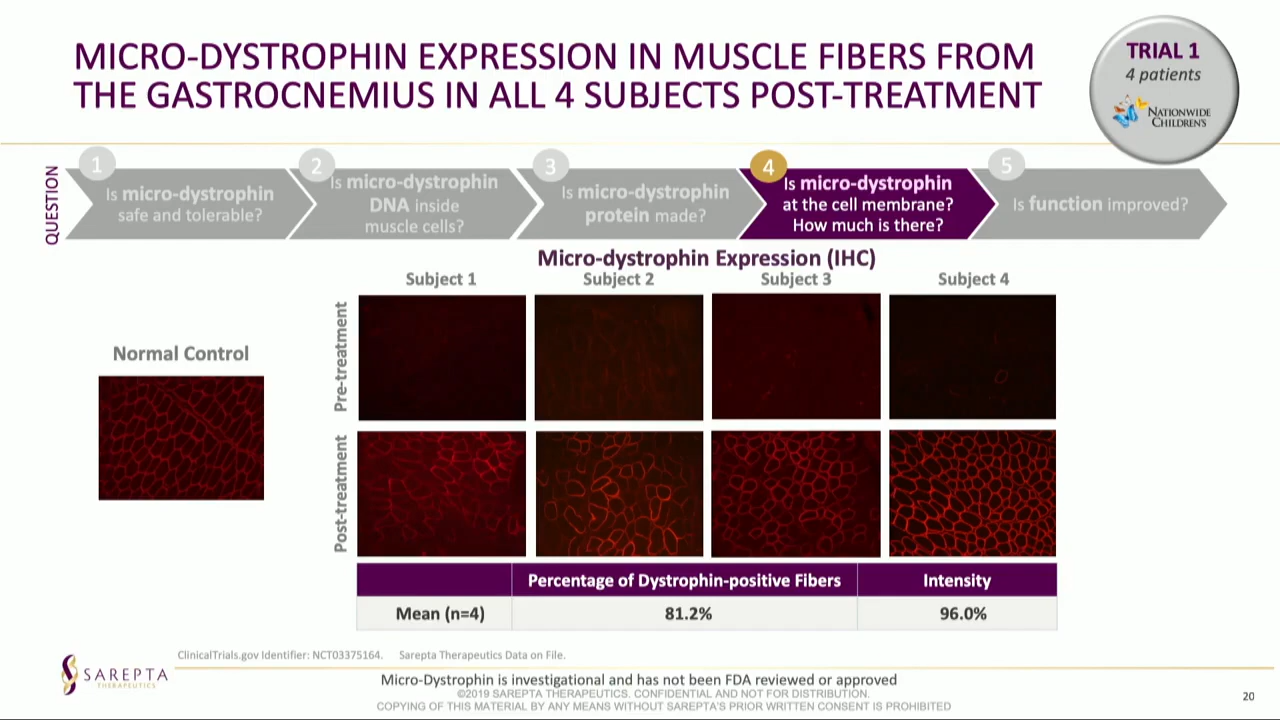 MICRO-DYSTROPHIN EXPRESSION IN MUSCLE FIBERS FROM
THE GASTROCNEMIUS IN ALL 4 SUBJECTS POST-TREATMENT
TRIAL 1
4 patients
NATIONWIDE
CHILDREN'S
QUESTION
1
Is micro-dystrophin
safe and tolerable?
2
Is micro-dystrophin
DNA inside
muscle cells?
3
Is micro-dystrophin
protein made?
4
Is micro-dystrophin
at the cell membrane?
How much is there?
5
Is function improved?
Micro-dystrophin Expression (IHC)
Subject 1 Subject 2 Subject 3 Subject 4
Normal Control
Pre-treatment
Post-treatment
Percentage of Dystrophin-positive Fibers Intensity
Mean (n=4) 81.2% 96.0%
ClinicalTrials.gov Identifier: NCT03375164. Sarepta Therapeutics Data on File.
SAREPTA
THERAPEUTICS
Micro-Dystrophin is investigational and has not been FDA reviewed or approved
©2019 SAREPTA THERAPEUTICS. CONFIDENTIAL AND NOT FOR DISTRIBUTION.
COPYING OF THIS MATERIAL BY ANY MEANS WITHOUT SAREPTA'S PRIOR WRITTEN CONSENT IS PROHIBITED
20